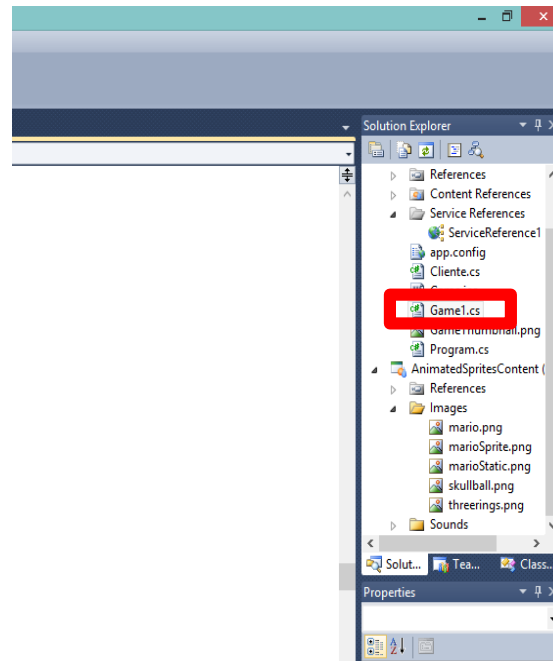 Solution Explorer
References
Content References
Service References
ServiceReference1
app.config
Cliente.cs
Game1.cs
GameThumbnail.png
Program.cs
AnimatedSpritesContent (
References
Images
mario.png
marioSprite.png
marioStatic.png
skullball.png
threerings.png
Sounds
Solut... Tea... Class...
Properties